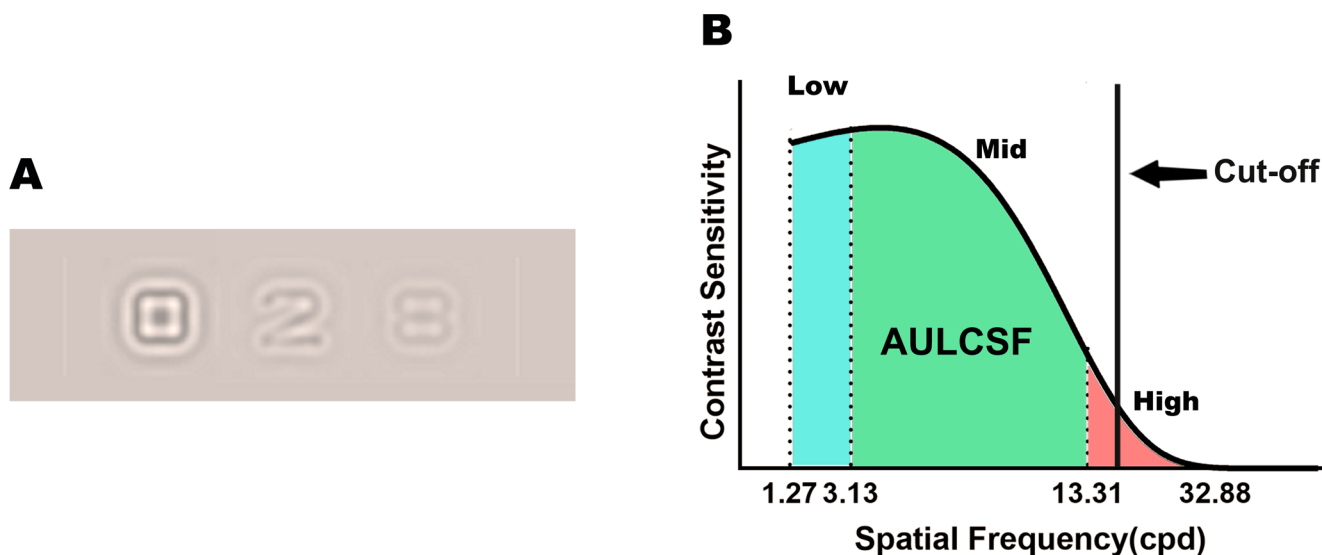 A
0 2 8
B
Low
Mid
Cut-off
AULCSF
High
Contrast Sensitivity
1.27 3.13 13.31 32.88
Spatial Frequency(cpd)